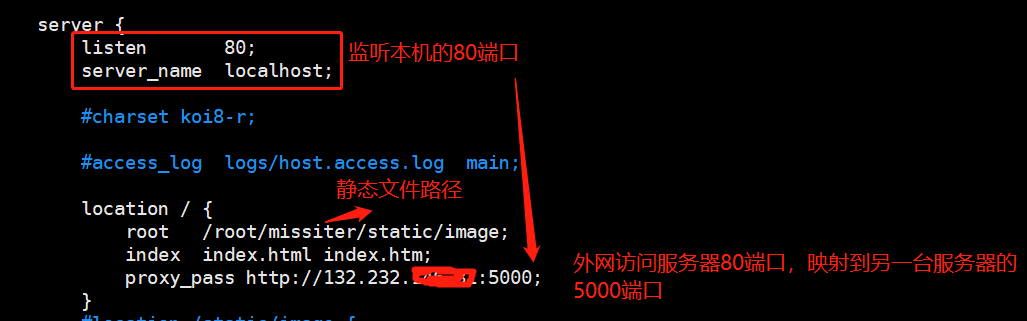 server {
listen 80;
server_name localhost;
监听本机的80端口
#charset koi8-r;
#access_log logs/host.access.log main;
静态文件路径
location / {
root /root/missiter/static/image;
index index.html index.htm;
proxy_pass http://132.232. :5000;
外网访问服务器80端口，映射到另一台服务器的
5000端口
}
#location /static/image {